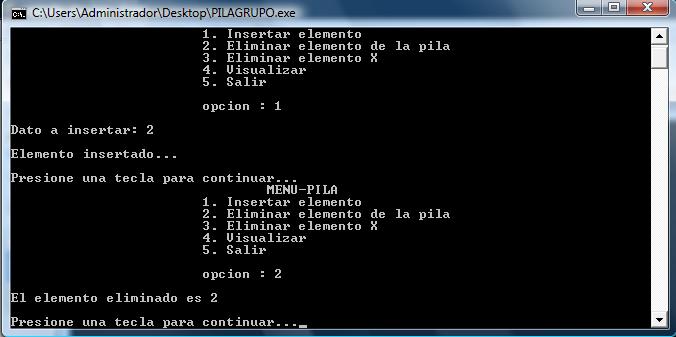 C:\Users\Administrador\Desktop\PILAGRUPO.exe
1. Insertar elemento
2. Eliminar elemento de la pila
3. Eliminar elemento X
4. Visualizar
5. Salir
opcion : 1
Dato a insertar: 2
Elemento insertado...
Presione una tecla para continuar...
MENU-PILA
1. Insertar elemento
2. Eliminar elemento de la pila
3. Eliminar elemento X
4. Visualizar
5. Salir
opcion : 2
El elemento eliminado es 2
Presione una tecla para continuar...